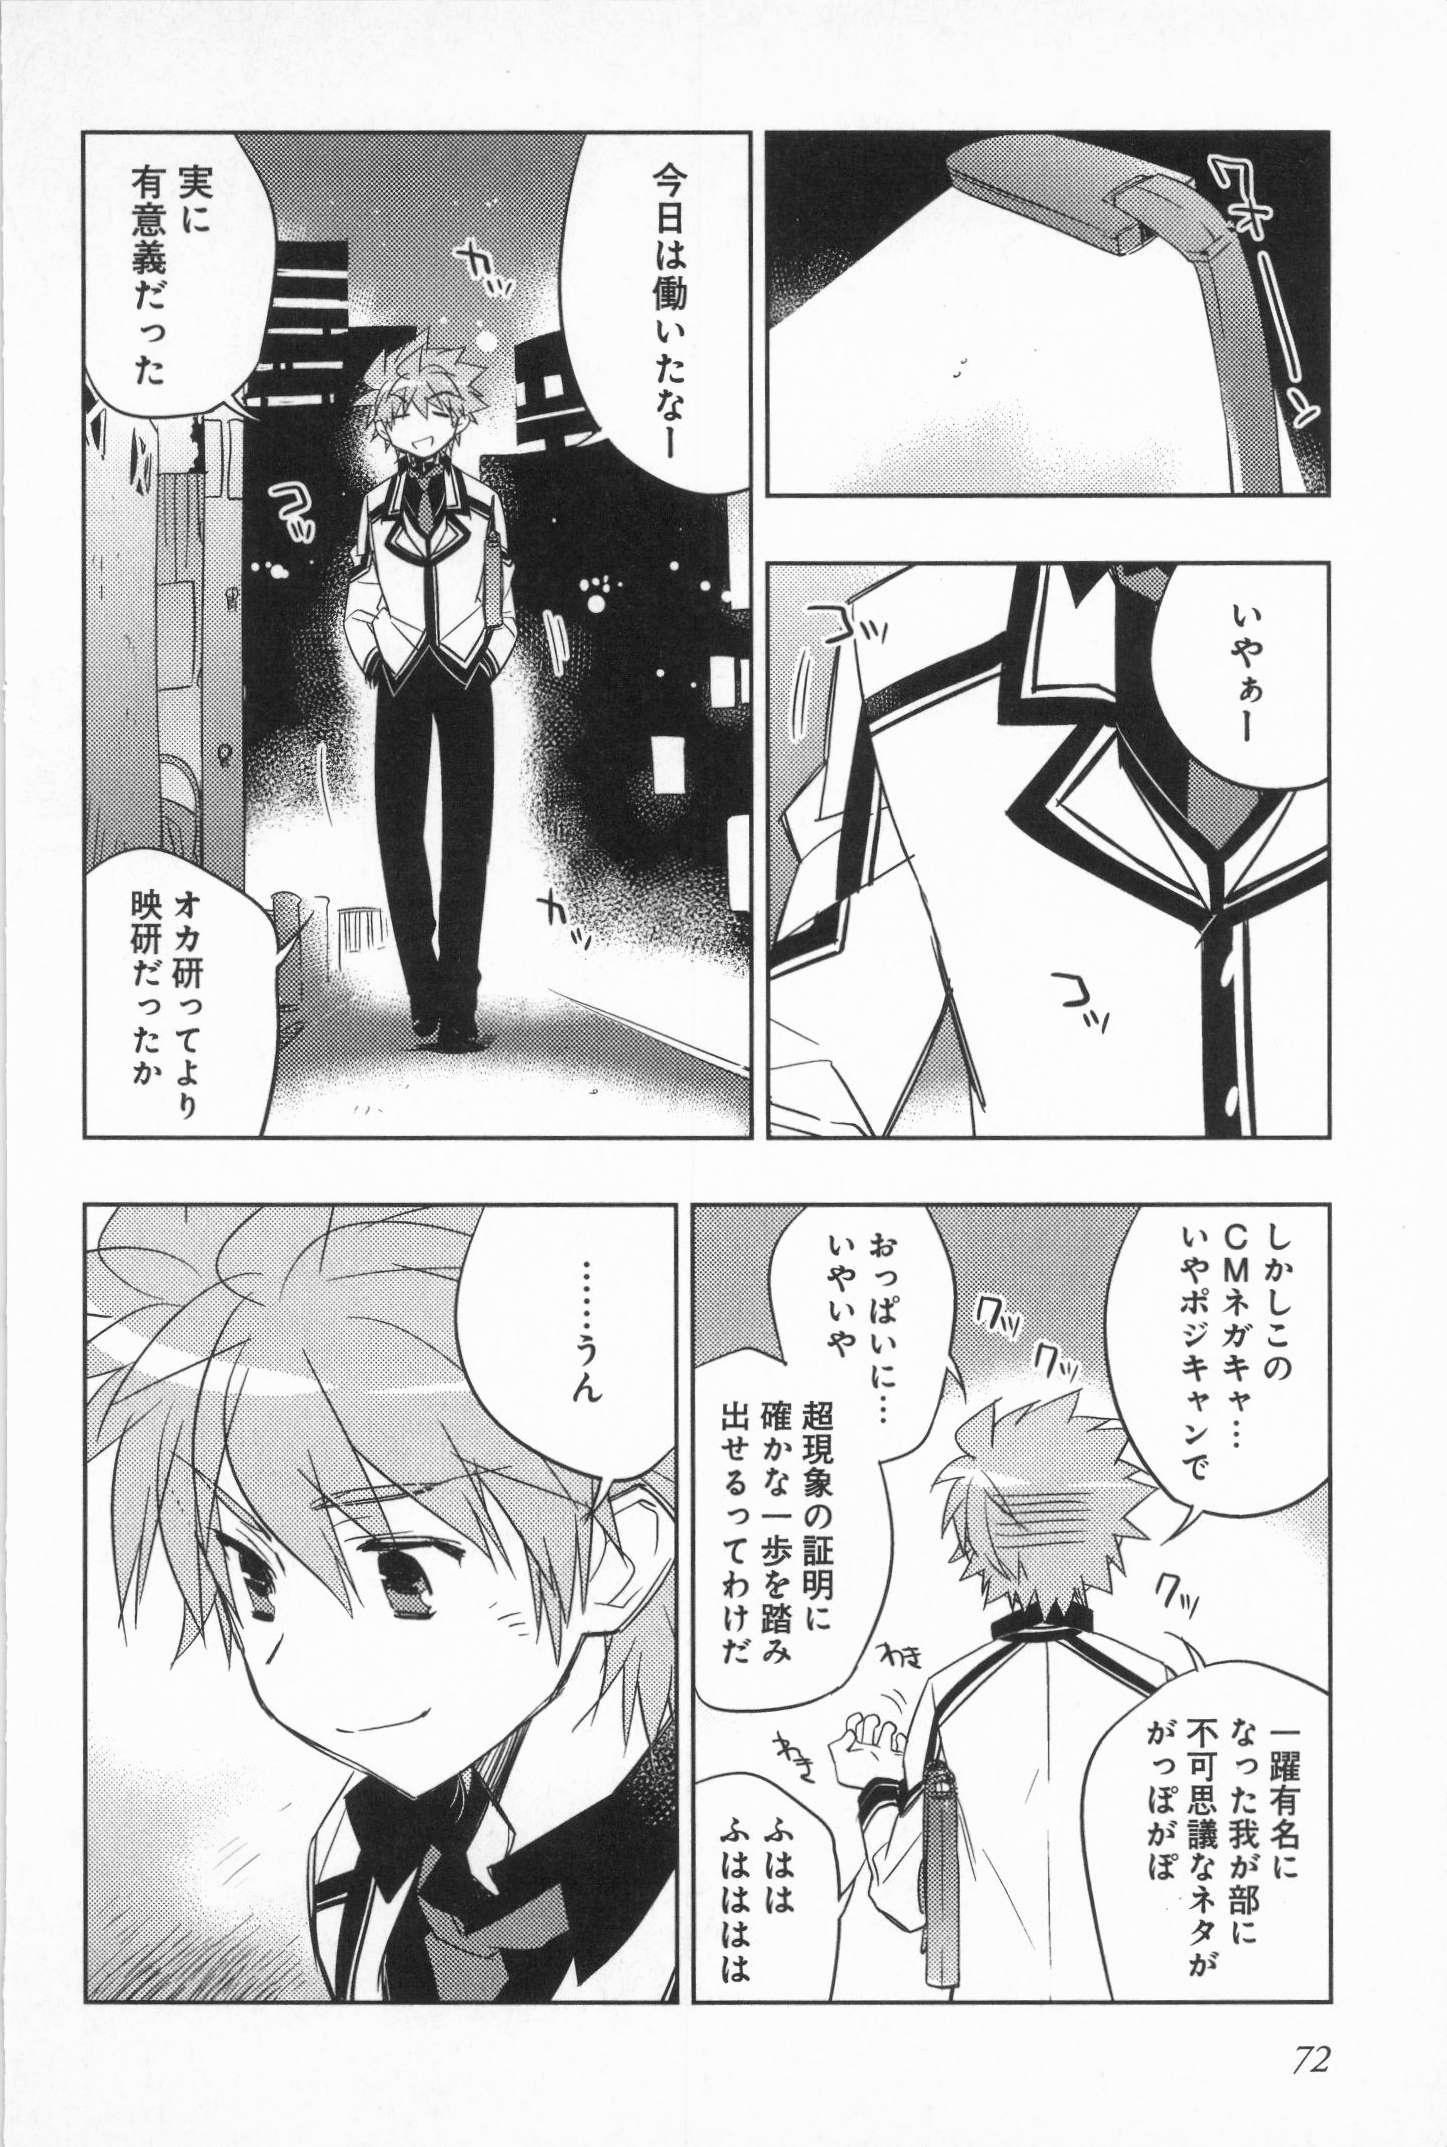 ワォーーン
いやぁー
コッ
コッ
今日は働いたなー
実に
有意義だった
カッ
コッ
カッ
オカ研ってより
映研だったか
しかしこの
CMネガキャ…
いやポジキャンで
一躍有名に
なった我が部に
不可思議なネタが
がっぽがぽ
おっぱいに…
いやいや
超現象の証明に
確かな一歩を踏み
出せるってわけだ
クッ
クッ
クッ
わき
わき
ふはは
ふはははは
……うん
72